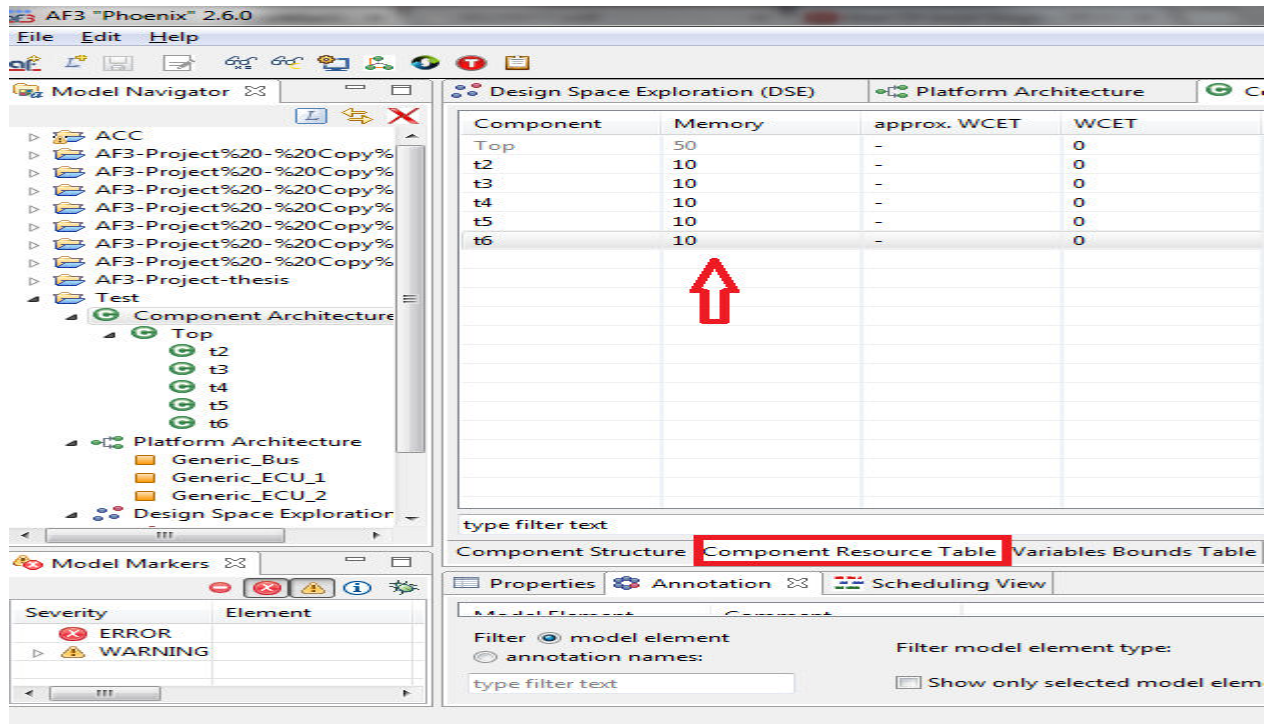 AF3 "Phoenix" 2.6.0
File Edit Help
Model Navigator
ACC
AF3-Project%20-%20Copy%
AF3-Project%20-%20Copy%
AF3-Project%20-%20Copy%
AF3-Project%20-%20Copy%
AF3-Project%20-%20Copy%
AF3-Project%20-%20Copy%
AF3-Project%20-%20Copy%
AF3-Project-thesis
Test
Component Architecture
Top
t2
t3
t4
t5
t6
Platform Architecture
Generic_Bus
Generic_ECU_1
Generic_ECU_2
Design Space Exploration
Model Markers
Severity Element
ERROR
WARNING
Design Space Exploration (DSE) Platform Architecture
Component Memory approx. WCET WCET
Top 50 - 0
t2 10 - 0
t3 10 - 0
t4 10 - 0
t5 10 - 0
t6 10 - 0
type filter text
Component Structure Component Resource Table Variables Bounds Table
Properties Annotation Scheduling View
Model Element Comment
Filter model element
annotation names:
Filter model element type:
type filter text
Show only selected model elem